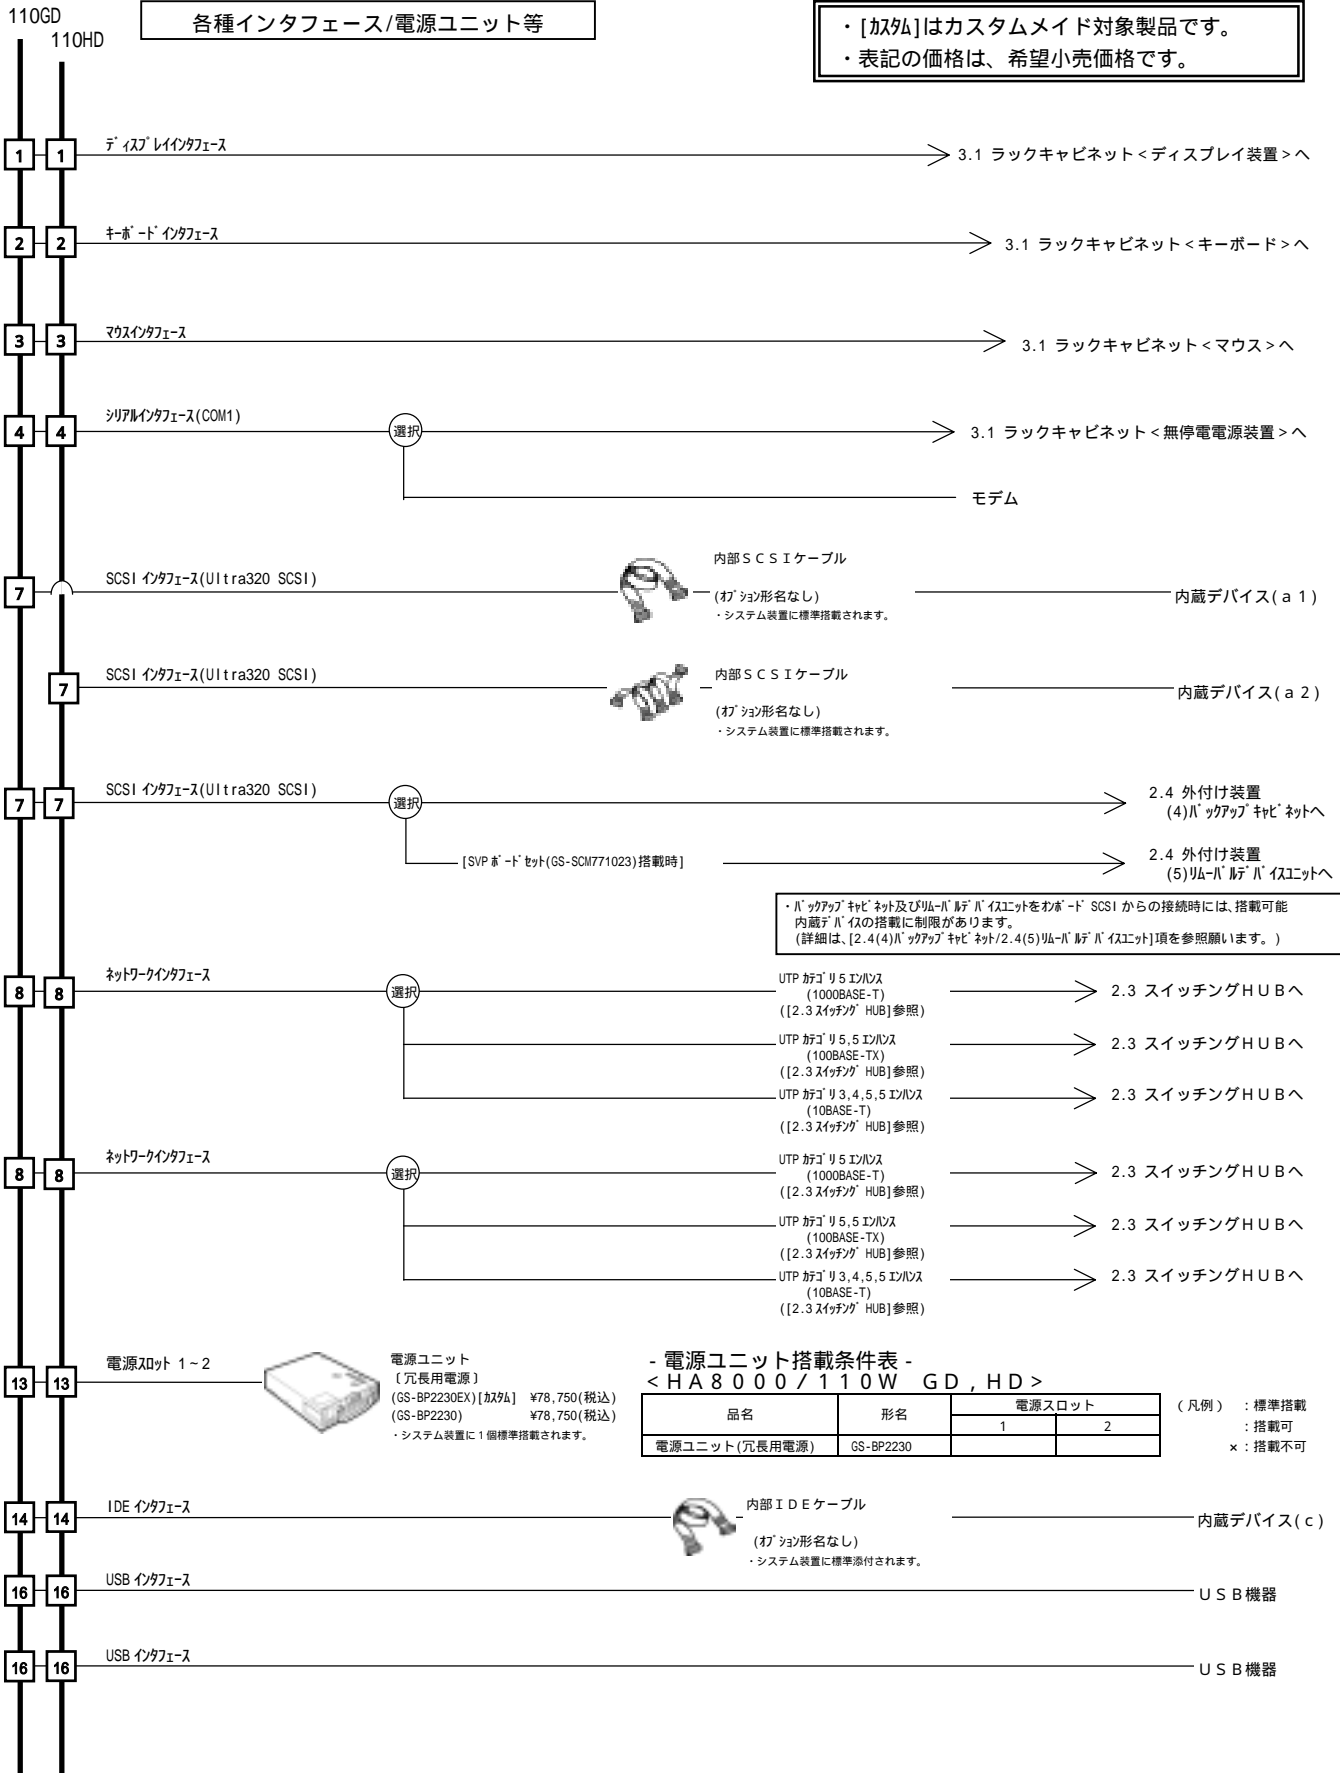 110GD
110HD
各種インタフェース/電源ユニット等
・[ｶｽﾀﾑ]はカスタムメイド対象製品です。
・表記の価格は、希望小売価格です。
1 1 ﾃﾞｨｽﾌﾟﾚｲｲﾝﾀﾌｪｰｽ 3.1 ラックキャビネット<ディスプレイ装置>へ
2 2 ｷｰﾎﾞｰﾄﾞｲﾝﾀﾌｪｰｽ 3.1 ラックキャビネット<キーボード>へ
3 3 ﾏｳｽｲﾝﾀﾌｪｰｽ 3.1 ラックキャビネット<マウス>へ
4 4 ｼﾘｱﾙｲﾝﾀﾌｪｰｽ(COM1) 選択 3.1 ラックキャビネット<無停電電源装置>へ
モデム
7 SCSI ｲﾝﾀﾌｪｰｽ(Ultra320 SCSI)
内部ＳＣＳＩケーブル
(ｵﾌﾟｼｮﾝ形名なし)
・システム装置に標準搭載されます。
内蔵デバイス(ａ１)
7 SCSI ｲﾝﾀﾌｪｰｽ(Ultra320 SCSI)
内部ＳＣＳＩケーブル
(ｵﾌﾟｼｮﾝ形名なし)
・システム装置に標準搭載されます。
内蔵デバイス(ａ２)
7 7 SCSI ｲﾝﾀﾌｪｰｽ(Ultra320 SCSI) 選択
2.4 外付け装置
(4)ﾊﾞｯｸｱｯﾌﾟｷｬﾋﾞﾈｯﾄへ
[SVP ﾎﾞｰﾄﾞｾｯﾄ(GS-SCM771023)搭載時]
2.4 外付け装置
(5)ﾘﾑｰﾊﾞﾙﾃﾞﾊﾞｲｽﾕﾆｯﾄへ
・ﾊﾞｯｸｱｯﾌﾟｷｬﾋﾞﾈｯﾄ及びﾘﾑｰﾊﾞﾙﾃﾞﾊﾞｲｽﾕﾆｯﾄをｵﾝﾎﾞｰﾄﾞSCSIからの接続時には、搭載可能
内蔵ﾃﾞﾊﾞｲｽの搭載に制限があります。
(詳細は、[2.4(4)ﾊﾞｯｸｱｯﾌﾟｷｬﾋﾞﾈｯﾄ/2.4(5)ﾘﾑｰﾊﾞﾙﾃﾞﾊﾞｲｽﾕﾆｯﾄ]項を参照願います。)
8 8 ﾈｯﾄﾜｰｸｲﾝﾀﾌｪｰｽ 選択
UTP ｶﾃｺﾞﾘ 5 ｴﾝﾊﾝｽ
(1000BASE-T)
([2.3 ｽｲｯﾁﾝｸﾞ HUB]参照)
2.3 スイッチングＨＵＢへ
UTP ｶﾃｺﾞﾘ 5,5 ｴﾝﾊﾝｽ
(100BASE-TX)
([2.3 ｽｲｯﾁﾝｸﾞ HUB]参照)
2.3 スイッチングＨＵＢへ
UTP ｶﾃｺﾞﾘ 3,4,5,5 ｴﾝﾊﾝｽ
(10BASE-T)
([2.3 ｽｲｯﾁﾝｸﾞ HUB]参照)
2.3 スイッチングＨＵＢへ
8 8 ﾈｯﾄﾜｰｸｲﾝﾀﾌｪｰｽ 選択
UTP ｶﾃｺﾞﾘ 5 ｴﾝﾊﾝｽ
(1000BASE-T)
([2.3 ｽｲｯﾁﾝｸﾞ HUB]参照)
2.3 スイッチングＨＵＢへ
UTP ｶﾃｺﾞﾘ 5,5 ｴﾝﾊﾝｽ
(100BASE-TX)
([2.3 ｽｲｯﾁﾝｸﾞ HUB]参照)
2.3 スイッチングＨＵＢへ
UTP ｶﾃｺﾞﾘ 3,4,5,5 ｴﾝﾊﾝｽ
(10BASE-T)
([2.3 ｽｲｯﾁﾝｸﾞ HUB]参照)
2.3 スイッチングＨＵＢへ
13 13 電源ｽﾛｯﾄ 1~2
電源ユニット
〔冗長用電源〕
(GS-BP2230EX)[ｶｽﾀﾑ] ¥78,750(税込)
(GS-BP2230) ¥78,750(税込)
・システム装置に１個標準搭載されます。
- 電源ユニット搭載条件表 -
<ＨＡ８０００/１１０Ｗ ＧＤ,ＨＤ>
品名 形名 電源スロット
1 2
電源ユニット(冗長用電源) GS-BP2230
(凡例) :標準搭載
:搭載可
×:搭載不可
14 14 IDE ｲﾝﾀﾌｪｰｽ
内部ＩＤＥケーブル
(ｵﾌﾟｼｮﾝ形名なし)
・システム装置に標準添付されます。
内蔵デバイス(ｃ)
16 16 USB ｲﾝﾀﾌｪｰｽ ＵＳＢ機器
16 16 USB ｲﾝﾀﾌｪｰｽ ＵＳＢ機器